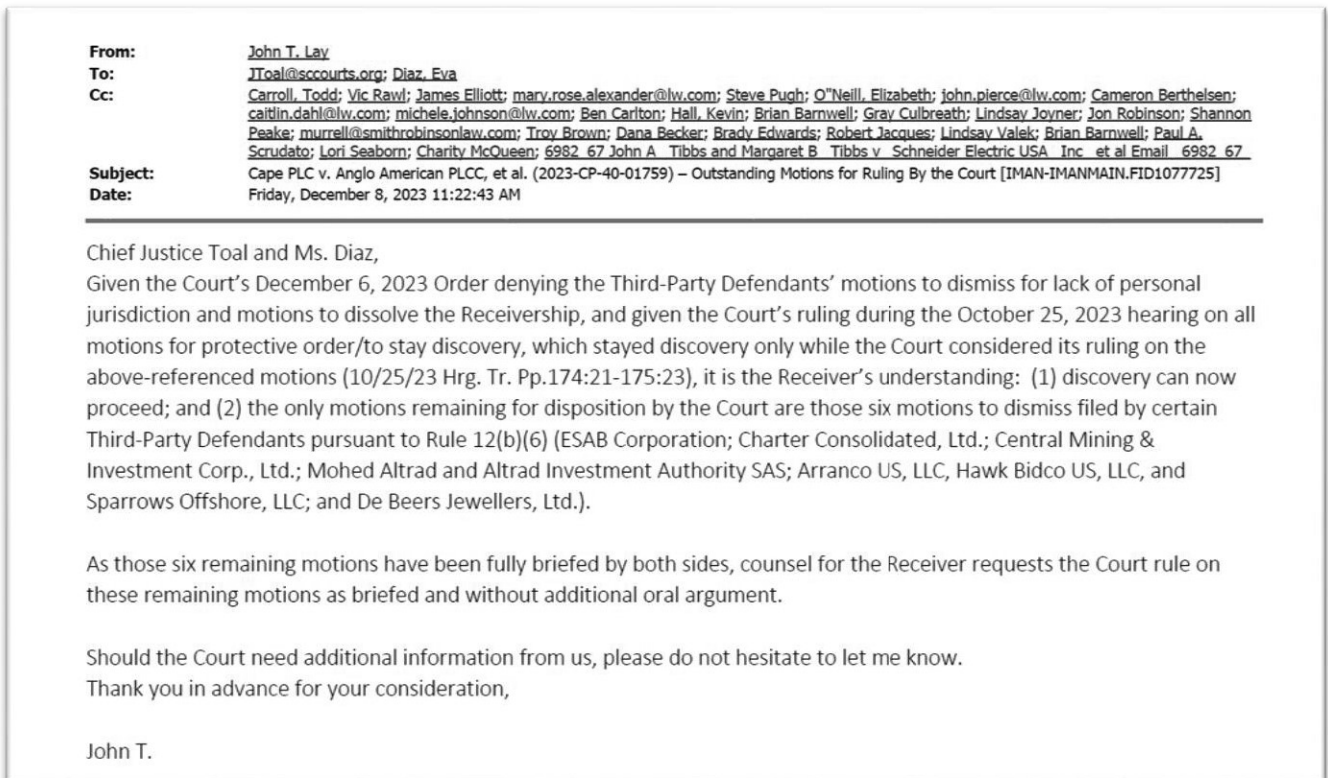 From: John T. Lay
To: JToal@sccourts.org; Diaz, Eva
Cc: Carroll, Todd; Vic Rawl; James Elliott; mary.rose.alexander@lw.com; Steve Pugh; O"Neill, Elizabeth; john.pierce@lw.com; Cameron Berthelsen;
caitlin.dahl@lw.com; michele.johnson@lw.com; Ben Carlton; Hall, Kevin; Brian Barnwell; Gray Culbreath; Lindsay Joyner; Jon Robinson; Shannon
Peake; murrell@smithrobinsonlaw.com; Troy Brown; Dana Becker; Brady Edwards; Robert Jacques; Lindsay Valek; Brian Barnwell; Paul A.
Scrudato; Lori Seaborn; Charity McQueen; 6982_67 John A_ Tibbs and Margaret B_ Tibbs v_ Schneider Electric USA_ Inc_ et al Email _6982_67_
Subject: Cape PLC v. Anglo American PLCC, et al. (2023-CP-40-01759) – Outstanding Motions for Ruling By the Court [IMAN-IMANMAIN.FID1077725]
Date: Friday, December 8, 2023 11:22:43 AM
Chief Justice Toal and Ms. Diaz,
Given the Court's December 6, 2023 Order denying the Third-Party Defendants' motions to dismiss for lack of personal
jurisdiction and motions to dissolve the Receivership, and given the Court's ruling during the October 25, 2023 hearing on all
motions for protective order/to stay discovery, which stayed discovery only while the Court considered its ruling on the
above-referenced motions (10/25/23 Hrg. Tr. Pp.174:21-175:23), it is the Receiver's understanding: (1) discovery can now
proceed; and (2) the only motions remaining for disposition by the Court are those six motions to dismiss filed by certain
Third-Party Defendants pursuant to Rule 12(b)(6) (ESAB Corporation; Charter Consolidated, Ltd.; Central Mining &
Investment Corp., Ltd.; Mohed Altrad and Altrad Investment Authority SAS; Arranco US, LLC, Hawk Bidco US, LLC, and
Sparrows Offshore, LLC; and De Beers Jewellers, Ltd.).
As those six remaining motions have been fully briefed by both sides, counsel for the Receiver requests the Court rule on
these remaining motions as briefed and without additional oral argument.
Should the Court need additional information from us, please do not hesitate to let me know.
Thank you in advance for your consideration,
John T.